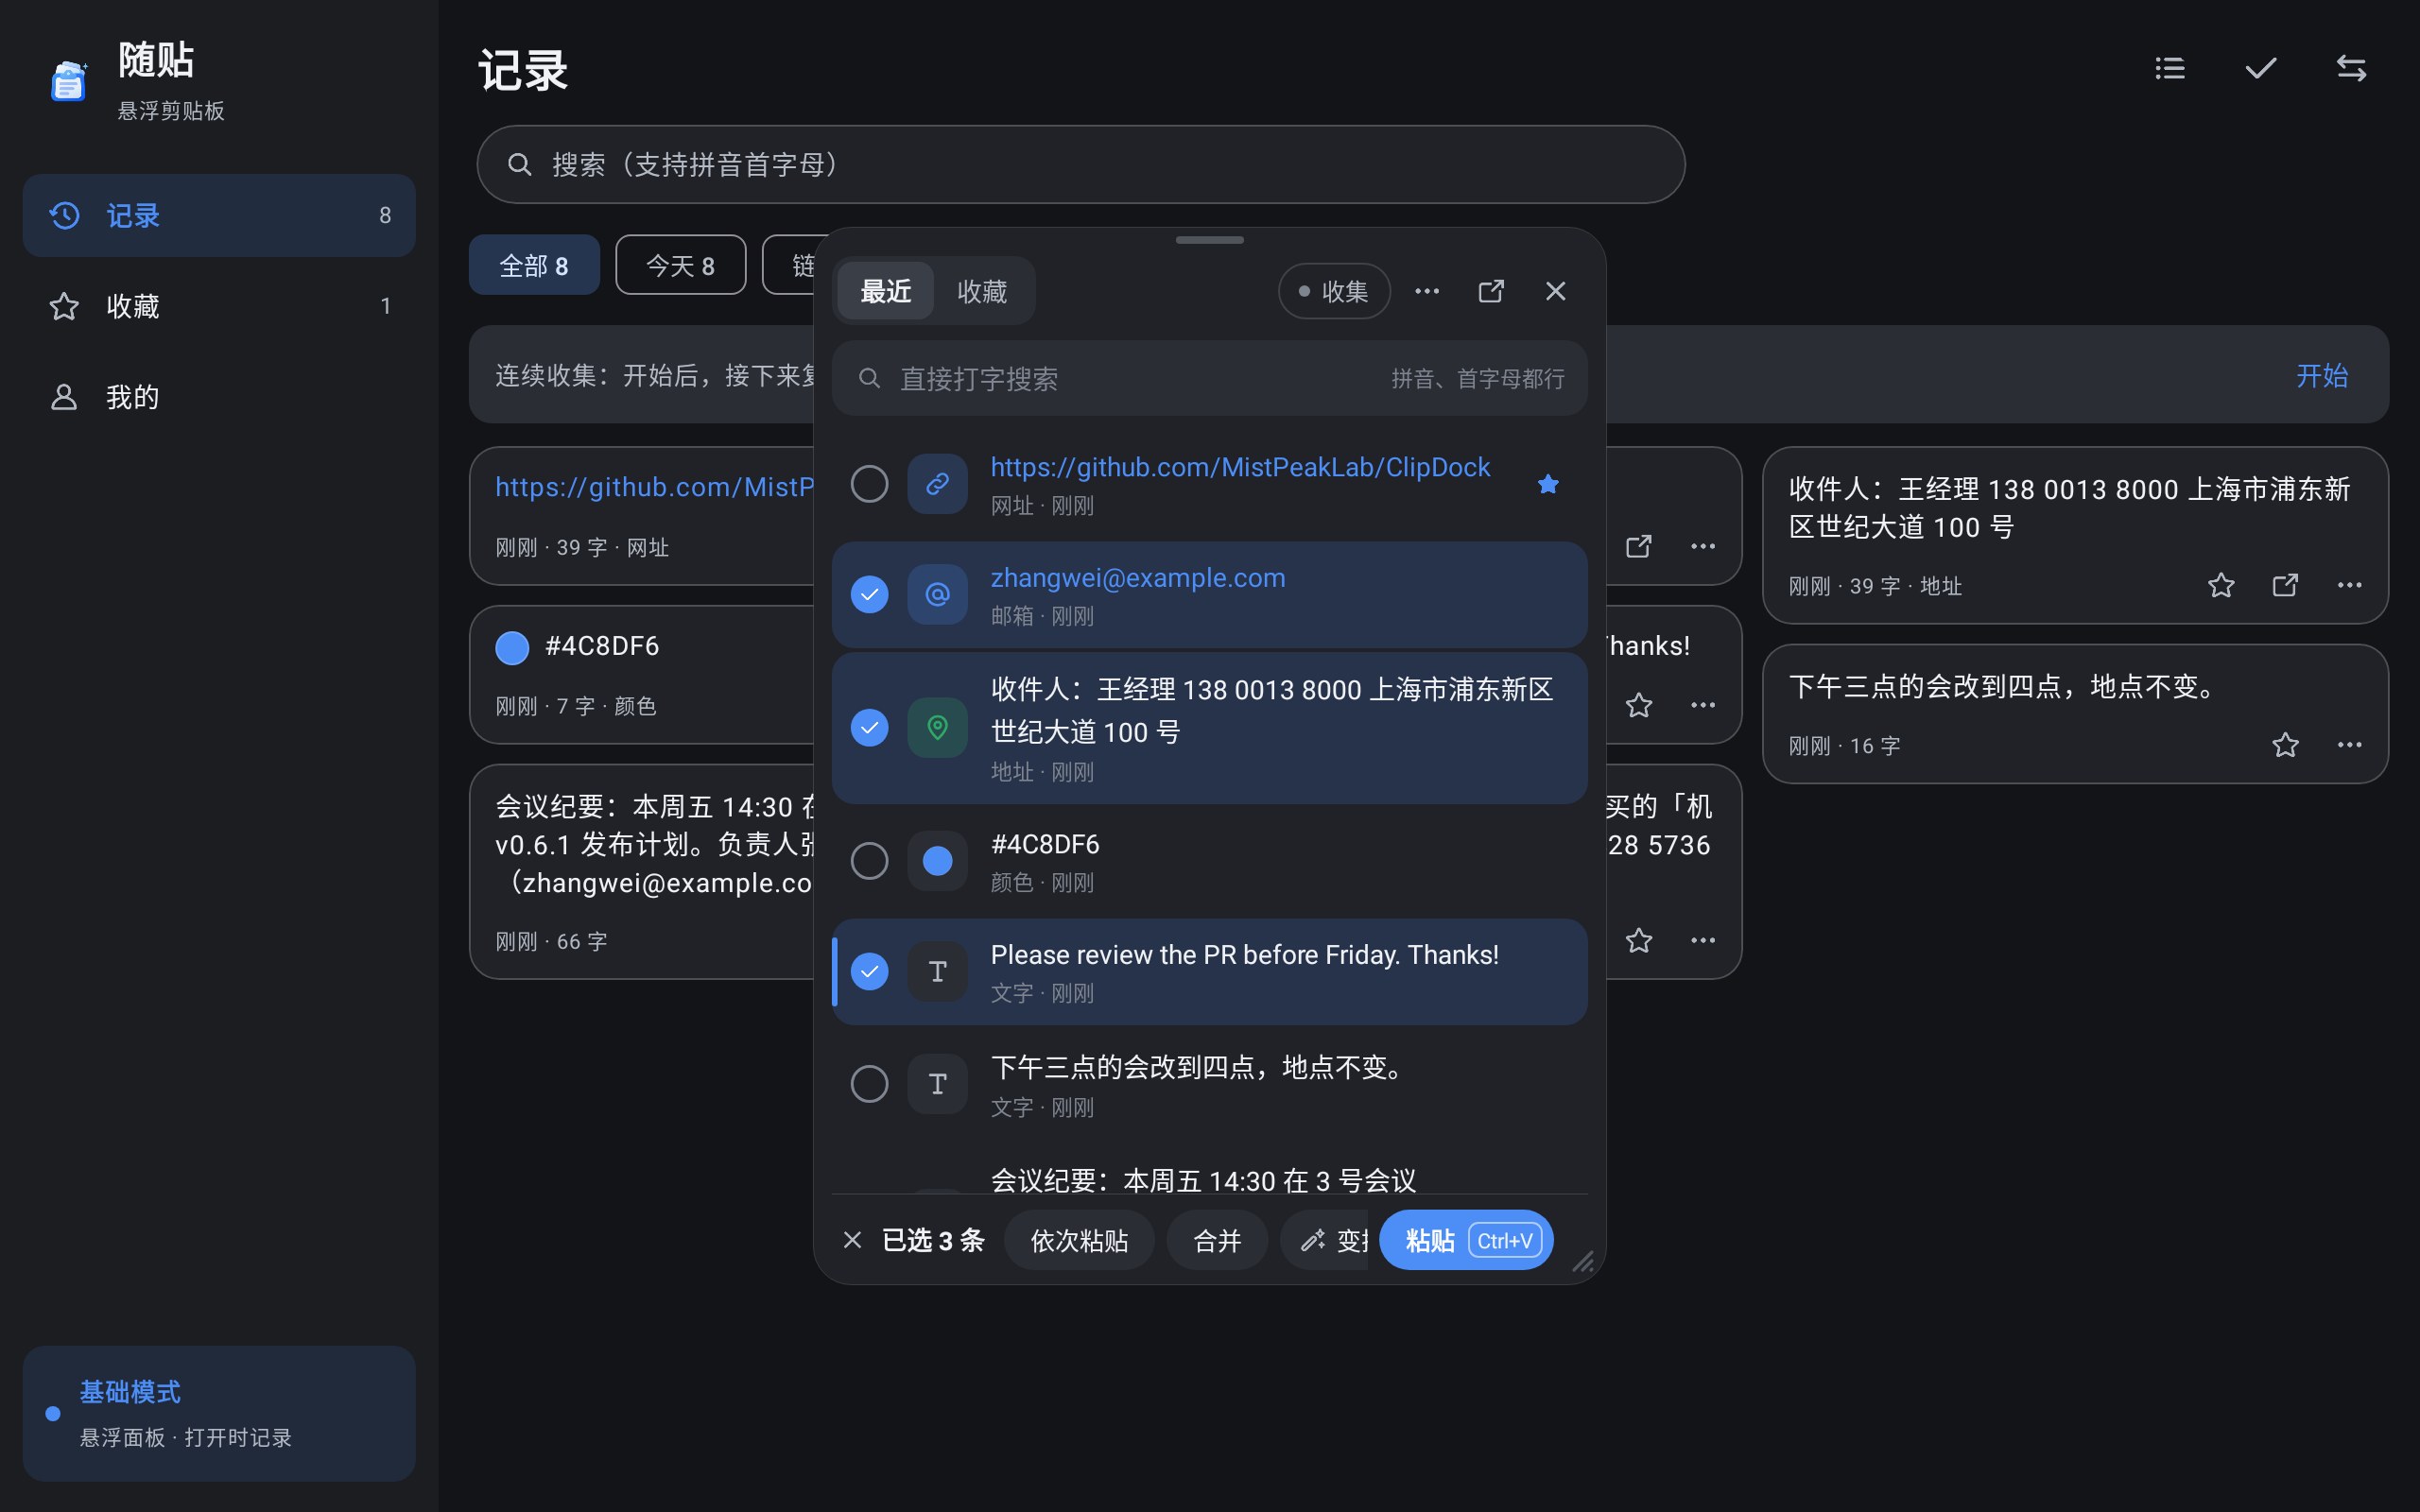 随贴
悬浮剪贴板
记录 8
收藏 1
我的
基础模式
悬浮面板 · 打开时记录
记录
搜索（支持拼音首字母）
全部 8
今天 8
链
连续收集：开始后，接下来复
开始
https://github.com/MistP
刚刚 · 39 字 · 网址
#4C8DF6
刚刚 · 7 字 · 颜色
会议纪要：本周五 14:30 在
v0.6.1 发布计划。负责人张
（zhangwei@example.co
刚刚 · 66 字
Thanks!
买的「机
28 5736
收件人：王经理 138 0013 8000 上海市浦东新
区世纪大道 100 号
刚刚 · 39 字 · 地址
下午三点的会改到四点，地点不变。
刚刚 · 16 字
最近
收藏
收集
直接打字搜索
拼音、首字母都行
https://github.com/MistPeakLab/ClipDock
网址 · 刚刚
zhangwei@example.com
邮箱 · 刚刚
收件人：王经理 138 0013 8000 上海市浦东新区
世纪大道 100 号
地址 · 刚刚
#4C8DF6
颜色 · 刚刚
Please review the PR before Friday. Thanks!
文字 · 刚刚
下午三点的会改到四点，地点不变。
文字 · 刚刚
会议纪要：本周五 14:30 在 3 号会议
已选 3 条
依次粘贴
合并
变换
粘贴 Ctrl+V